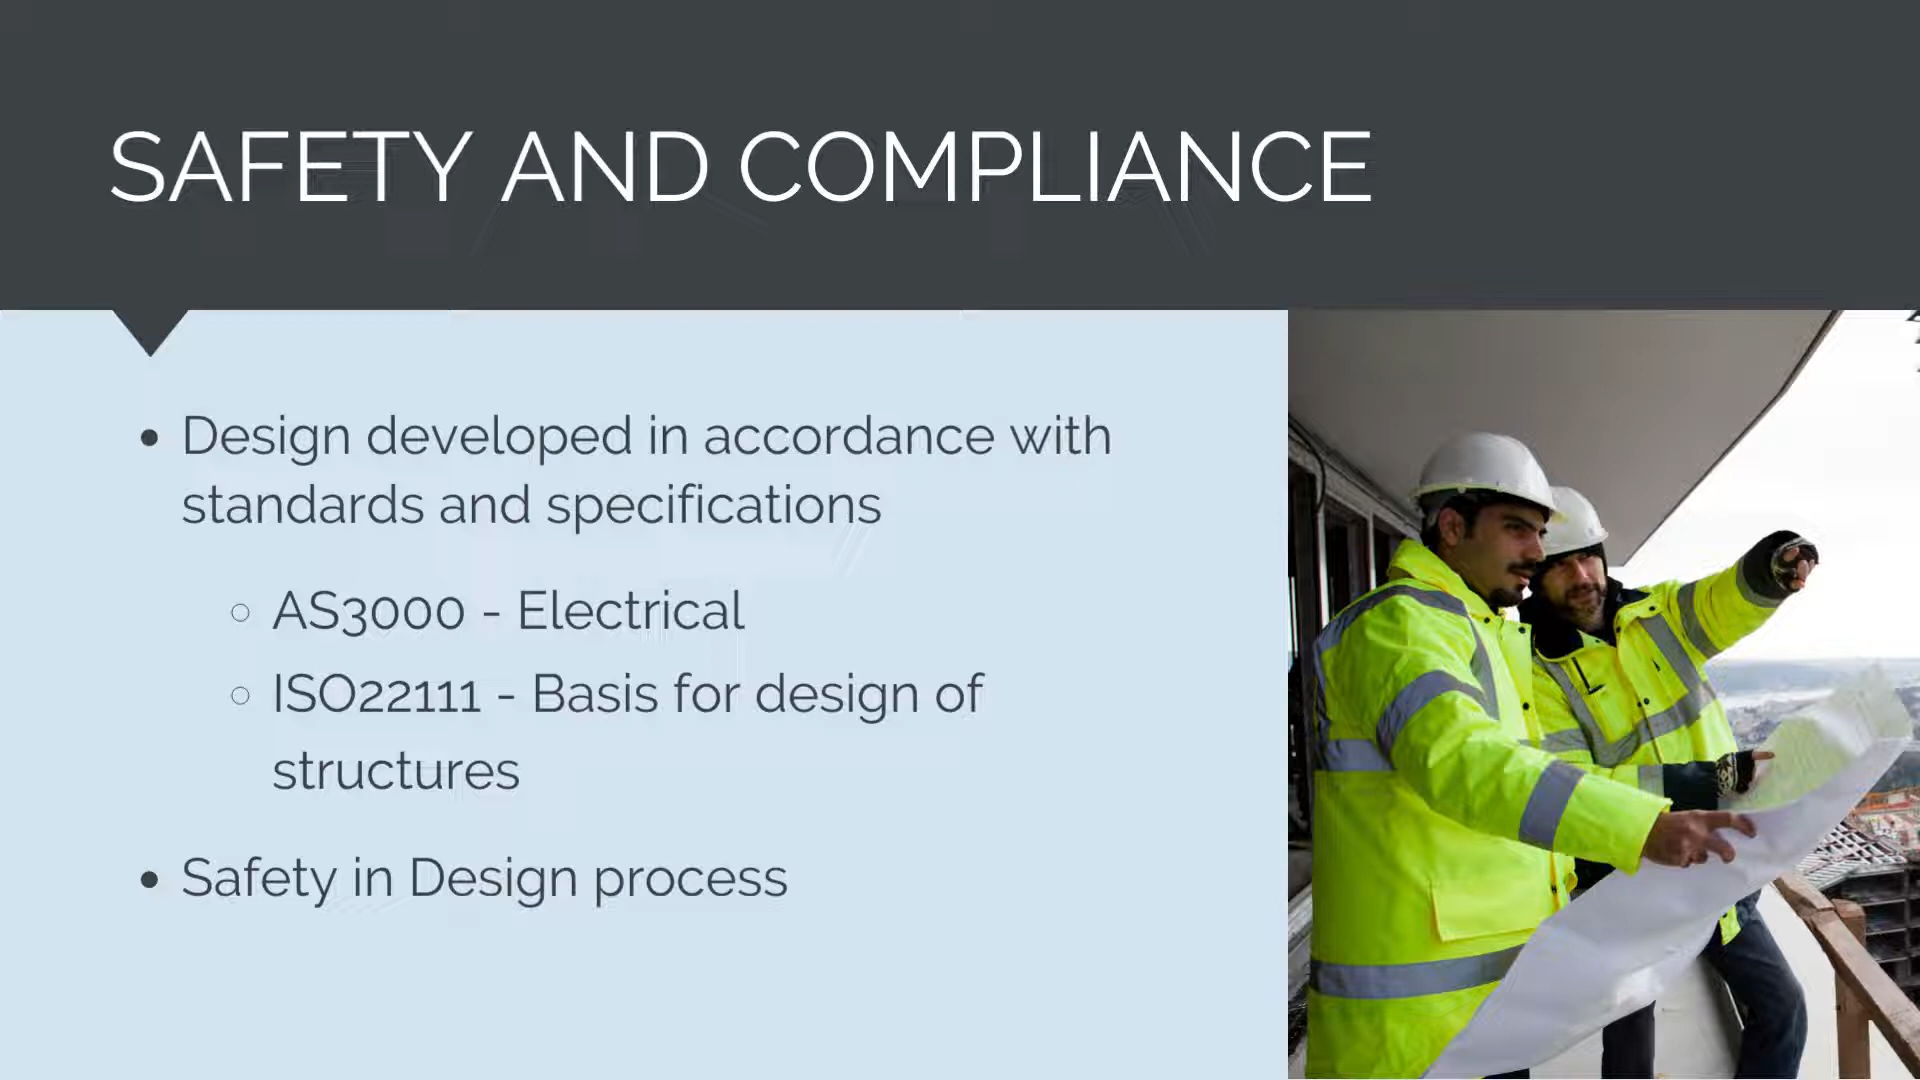 SAFETY AND COMPLIANCE
• Design developed in accordance with
standards and specifications
○ AS3000 - Electrical
○ ISO22111 - Basis for design of
structures
• Safety in Design process